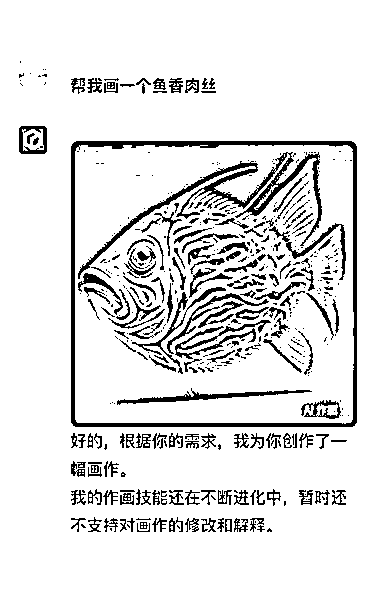 帮我画一个鱼香肉丝
AI作画
好的，根据你的需求，我为你创作了一
幅画作。
我的作画技能还在不断进化中，暂时还
不支持对画作的修改和解释。